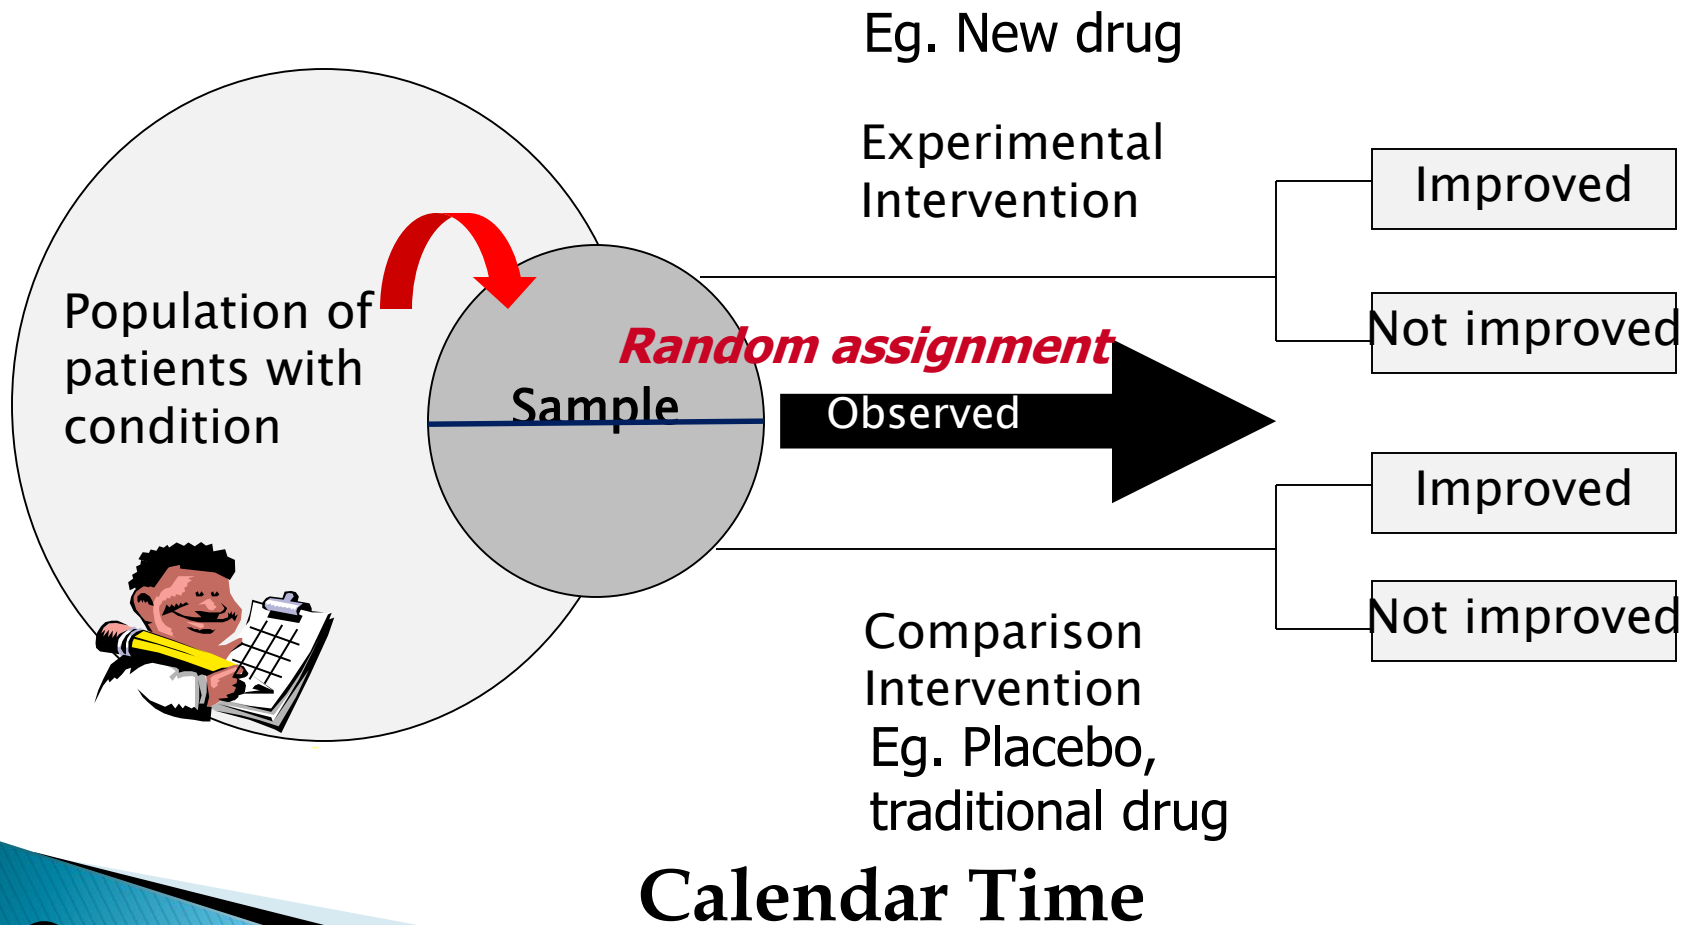 Eg. New drug
Experimental
Intervention
Improved
Not improved
Population of
patients with
condition
Random assignment
Sample
Observed
Improved
Not improved
Comparison
Intervention
Eg. Placebo,
traditional drug
Calendar Time